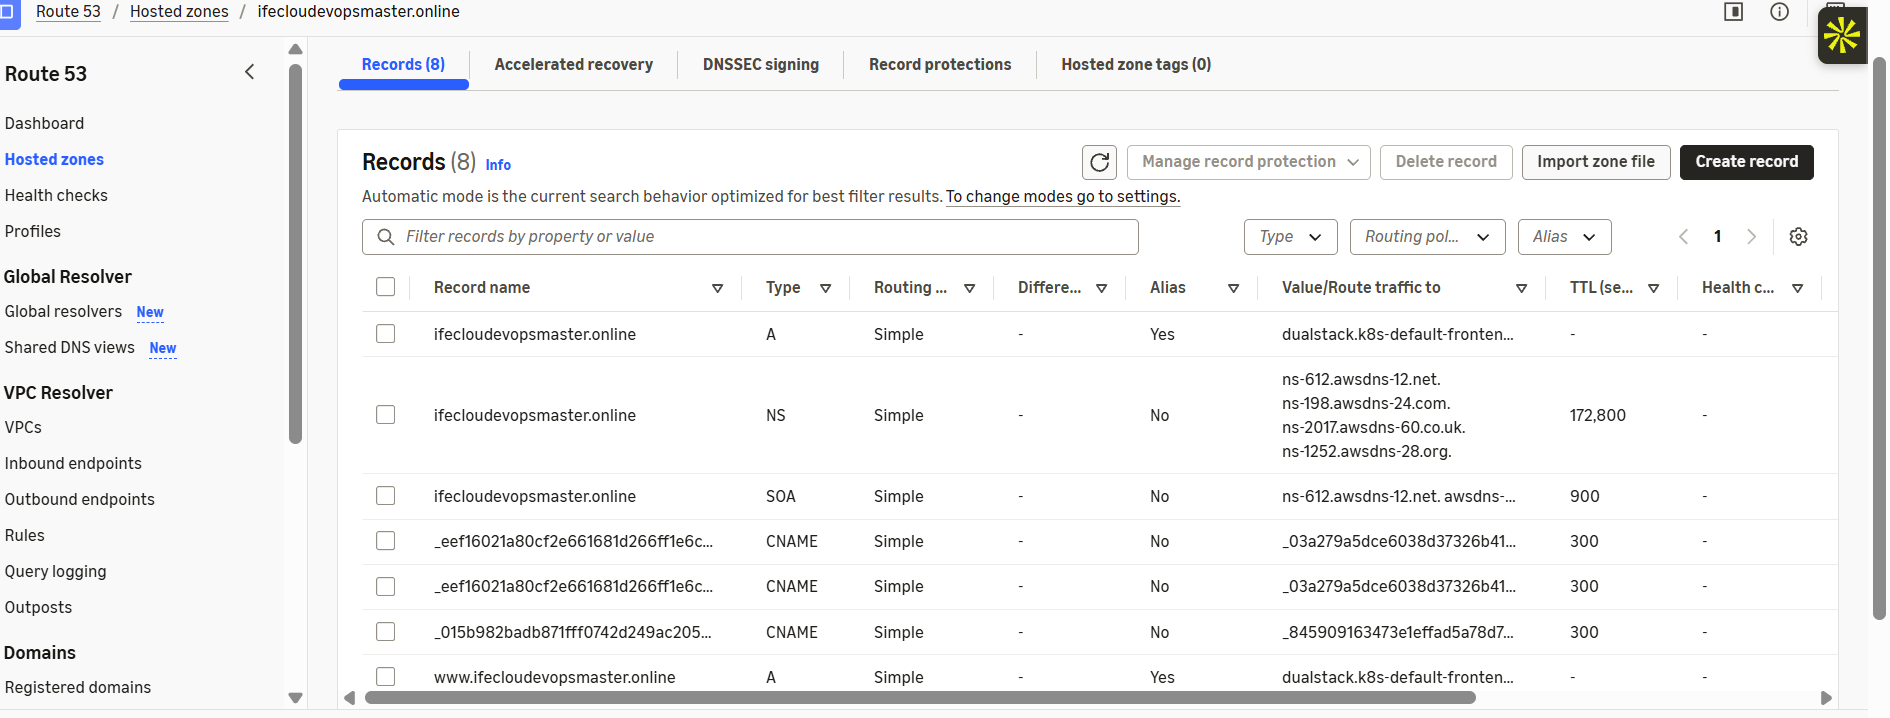 Route 53 / Hosted zones / ifecloudevopsmaster.online
Route 53
Dashboard
Hosted zones
Health checks
Profiles
Global Resolver
Global resolvers New
Shared DNS views New
VPC Resolver
VPCs
Inbound endpoints
Outbound endpoints
Rules
Query logging
Outposts
Domains
Registered domains
Records (8) Accelerated recovery DNSSEC signing Record protections Hosted zone tags (0)
Records (8) Info
Manage record protection Delete record Import zone file Create record
Automatic mode is the current search behavior optimized for best filter results. To change modes go to settings.
Filter records by property or value Type Routing pol... Alias 1
Record name Type Routing ... Differe... Alias Value/Route traffic to TTL (se... Health c...
ifecloudevopsmaster.online A Simple - Yes dualstack.k8s-default-fronten... - -
ns-612.awsdns-12.net.
ns-198.awsdns-24.com.
ifecloudevopsmaster.online NS Simple - No ns-2017.awsdns-60.co.uk. 172,800 -
ns-1252.awsdns-28.org.
ifecloudevopsmaster.online SOA Simple - No ns-612.awsdns-12.net. awsdns-... 900 -
_eef16021a80cf2e661681d266ff1e6c... CNAME Simple - No _03a279a5dce6038d37326b41... 300 -
_eef16021a80cf2e661681d266ff1e6c... CNAME Simple - No _03a279a5dce6038d37326b41... 300 -
_015b982badb871fff0742d249ac205... CNAME Simple - No _845909163473e1effad5a78d7... 300 -
www.ifecloudevopsmaster.online A Simple - Yes dualstack.k8s-default-fronten... - -